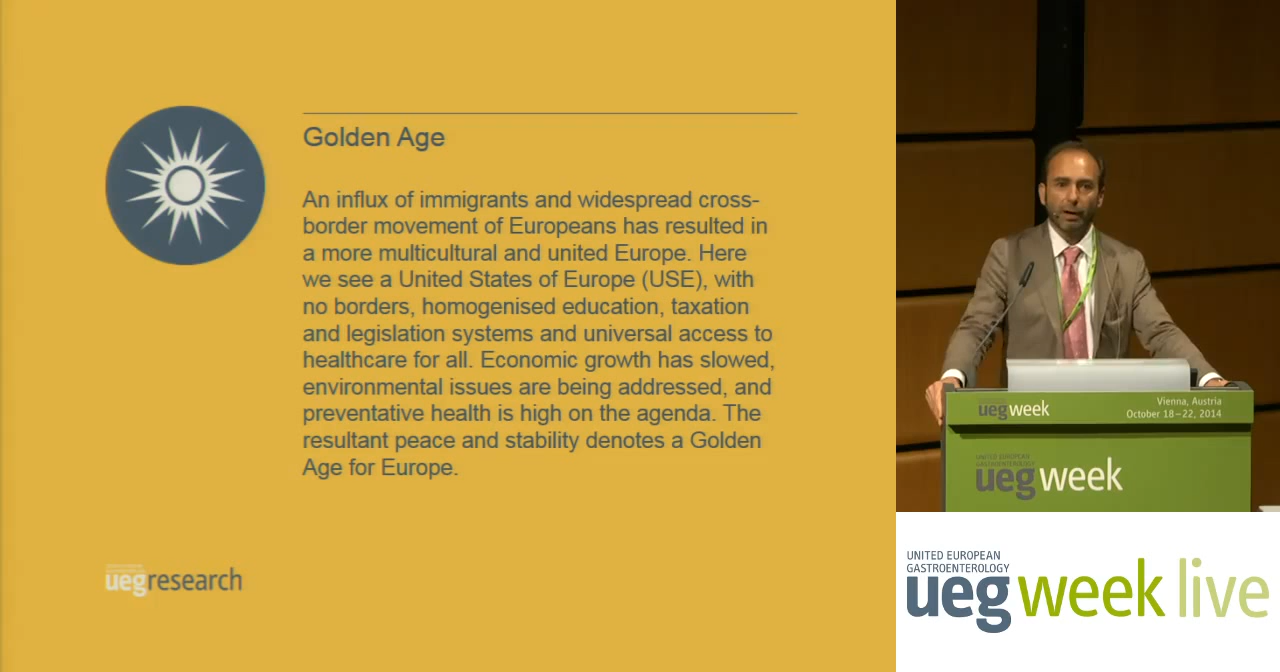 Golden Age
An influx of immigrants and widespread cross-
border movement of Europeans has resulted in
a more multicultural and united Europe. Here
we see a United States of Europe (USE), with
no borders, homogenised education, taxation
and legislation systems and universal access to
healthcare for all. Economic growth has slowed,
environmental issues are being addressed, and
preventative health is high on the agenda. The
resultant peace and stability denotes a Golden
Age for Europe.
uegresearch
uegweek
Vienna, Austria
October 18–22, 2014
UNITED EUROPEAN
GASTROENTEROLOGY
uegweek
UNITED EUROPEAN
GASTROENTEROLOGY
uegweek live